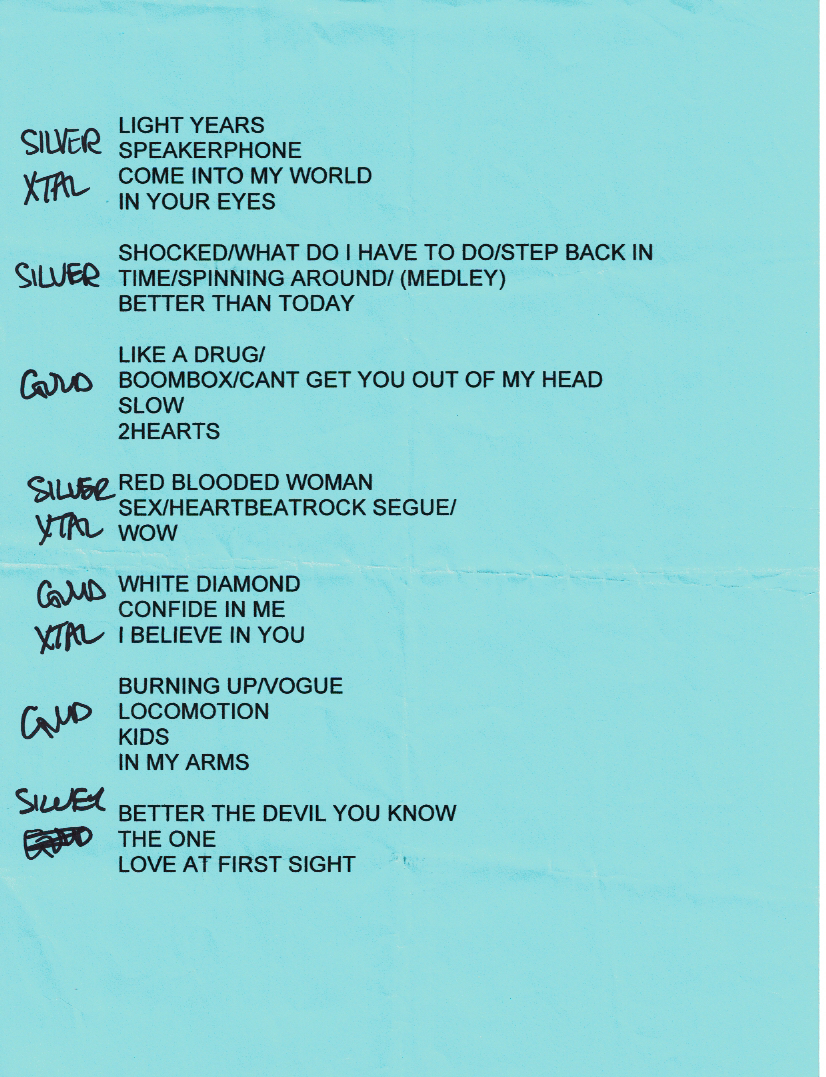 SILVER
LIGHT YEARS
SPEAKERPHONE
XTAL
COME INTO MY WORLD
IN YOUR EYES
SHOCKED/WHAT DO I HAVE TO DO/STEP BACK IN
SILVER
TIME/SPINNING AROUND/ (MEDLEY)
BETTER THAN TODAY
LIKE A DRUG/
GOLD
BOOMBOX/CANT GET YOU OUT OF MY HEAD
SLOW
2HEARTS
SILVER
RED BLOODED WOMAN
SEX/HEARTBEATROCK SEGUE/
XTAL
WOW
GOLD
WHITE DIAMOND
CONFIDE IN ME
XTAL
I BELIEVE IN YOU
BURNING UP/VOGUE
GOLD
LOCOMOTION
KIDS
IN MY ARMS
SILVER
BETTER THE DEVIL YOU KNOW
THE ONE
LOVE AT FIRST SIGHT